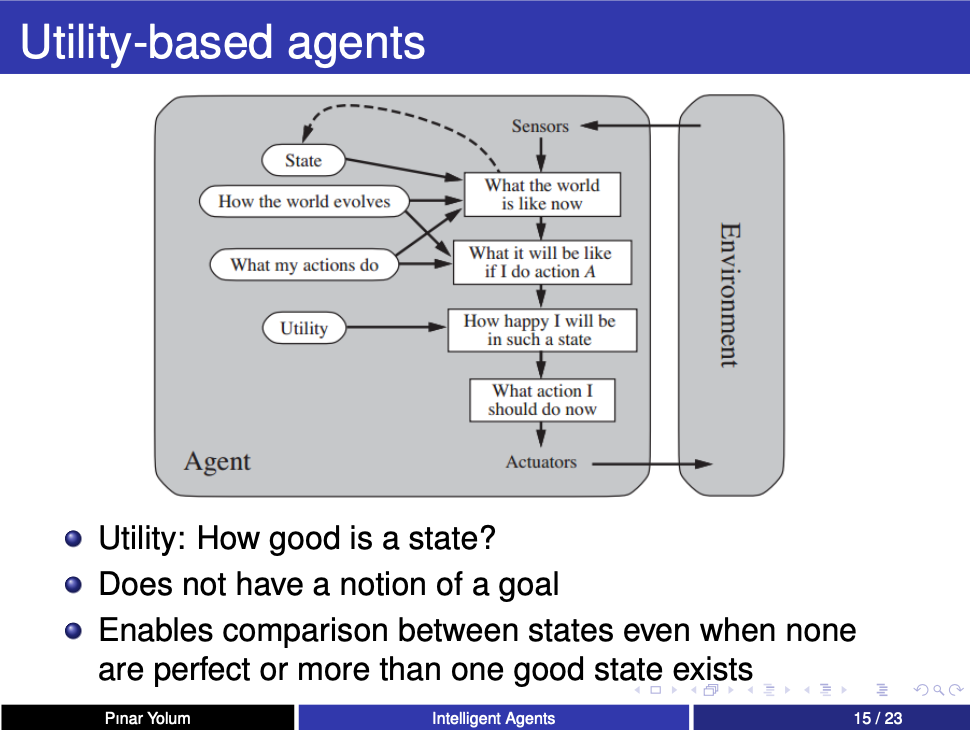 Utility-based agents
Sensors
State
What the world
is like now
How the world evolves
What it will be like
if I do action A
What my actions do
How happy I will be
in such a state
Utility
What action I
should do now
Agent
Actuators
Environment
Utility: How good is a state?
Does not have a notion of a goal
Enables comparison between states even when none
are perfect or more than one good state exists
Pınar Yolum
Intelligent Agents
15 / 23